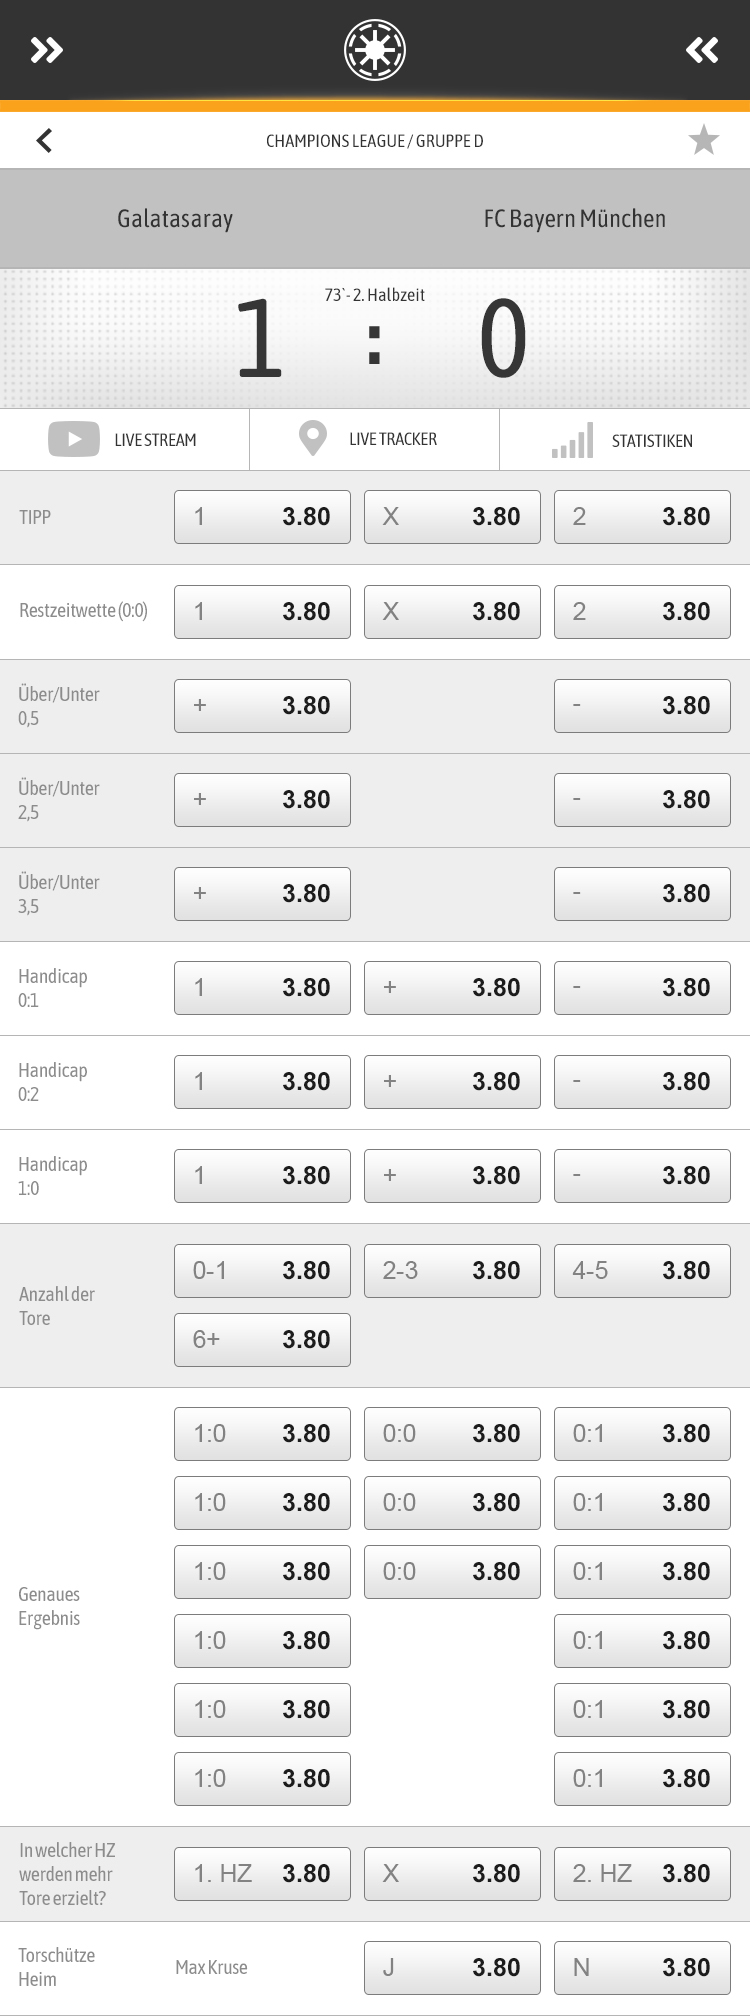 CHAMPIONS LEAGUE / GRUPPE D
Galatasaray FC Bayern München
73`- 2. Halbzeit
1 : 0
LIVE STREAM LIVE TRACKER STATISTIKEN
TIPP 1 3.80 X 3.80 2 3.80
Restzeitwette (0:0) 1 3.80 X 3.80 2 3.80
Über/Unter
0,5
+ 3.80 - 3.80
Über/Unter
2,5
+ 3.80 - 3.80
Über/Unter
3,5
+ 3.80 - 3.80
Handicap
0:1
1 3.80 + 3.80 - 3.80
Handicap
0:2
1 3.80 + 3.80 - 3.80
Handicap
1:0
1 3.80 + 3.80 - 3.80
Anzahl der
Tore
0-1 3.80 2-3 3.80 4-5 3.80
6+ 3.80
Genaues
Ergebnis
1:0 3.80 0:0 3.80 0:1 3.80
1:0 3.80 0:0 3.80 0:1 3.80
1:0 3.80 0:0 3.80 0:1 3.80
1:0 3.80 0:1 3.80
1:0 3.80 0:1 3.80
1:0 3.80 0:1 3.80
In welcher HZ
werden mehr
Tore erzielt?
1. HZ 3.80 X 3.80 2. HZ 3.80
Torschütze
Heim
Max Kruse J 3.80 N 3.80